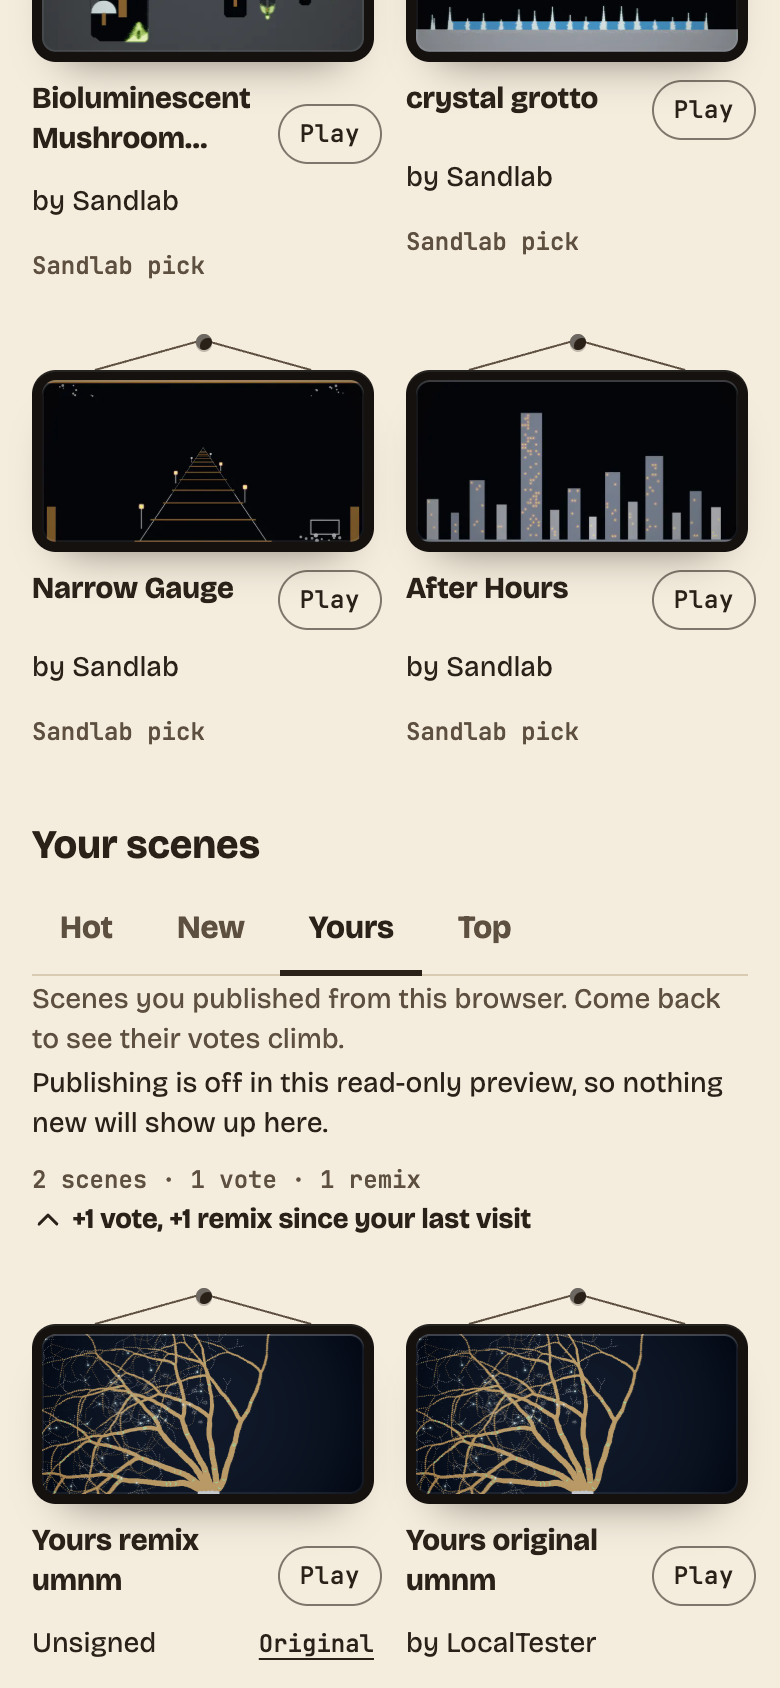 Bioluminescent
Mushroom...
Play
by Sandlab
Sandlab pick
crystal grotto
Play
by Sandlab
Sandlab pick
Narrow Gauge
Play
by Sandlab
Sandlab pick
After Hours
Play
by Sandlab
Sandlab pick
Your scenes
Hot New Yours Top
Scenes you published from this browser. Come back
to see their votes climb.
Publishing is off in this read-only preview, so nothing
new will show up here.
2 scenes · 1 vote · 1 remix
+1 vote, +1 remix since your last visit
Yours remix
umnm
Play
Unsigned
Original
Yours original
umnm
Play
by LocalTester